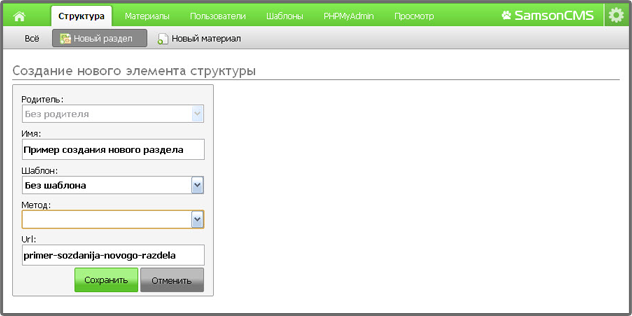 Структура Материалы Пользователи Шаблоны PHPMyAdmin Просмотр SamsonCMS
Всё Новый раздел Новый материал
Создание нового элемента структуры
Родитель:
Без родителя
Имя:
Пример создания нового раздела
Шаблон:
Без шаблона
Метод:
Url:
primer-sozdanija-novogo-razdela
Сохранить Отменить